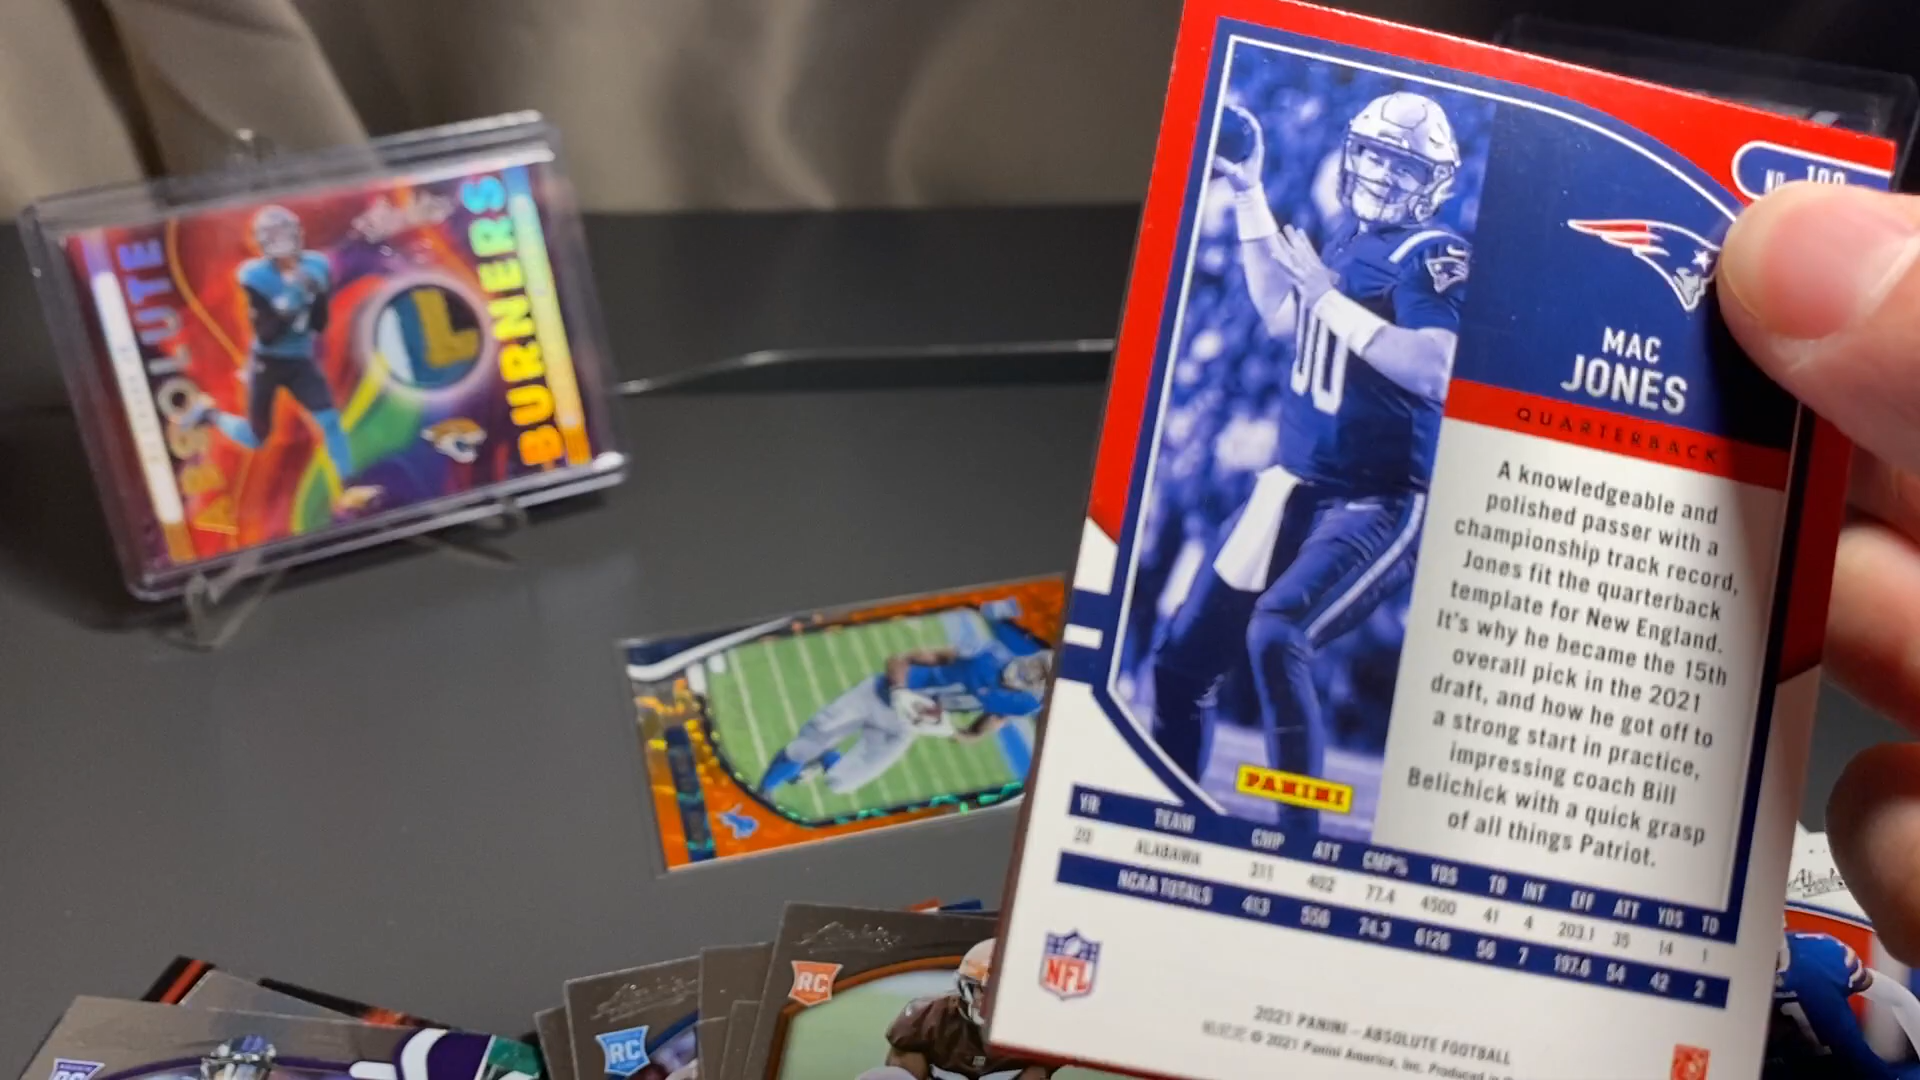 ABSOLUTE
BURNERS
NO.
MAC
JONES
QUARTERBACK
A knowledgeable and
polished passer with a
championship track record,
Jones fit the quarterback
template for New England.
It's why he became the 15th
overall pick in the 2021
draft, and how he got off to
a strong start in practice,
impressing coach Bill
Belichick with a quick grasp
of all things Patriot.
PANINI
YR TEAM CMP ATT CMP% YDS TD INT EFF ATT YDS TD
20 ALABAMA 311 402 77.4 4500 41 4 203.1 35 14 1
NCAA TOTALS 413 556 74.3 6126 56 7 197.6 54 42 2
NFL
2021 PANINI - ABSOLUTE FOOTBALL
© 2021 Panini America, Inc. Produced in
RC
RC
RC
Absolute